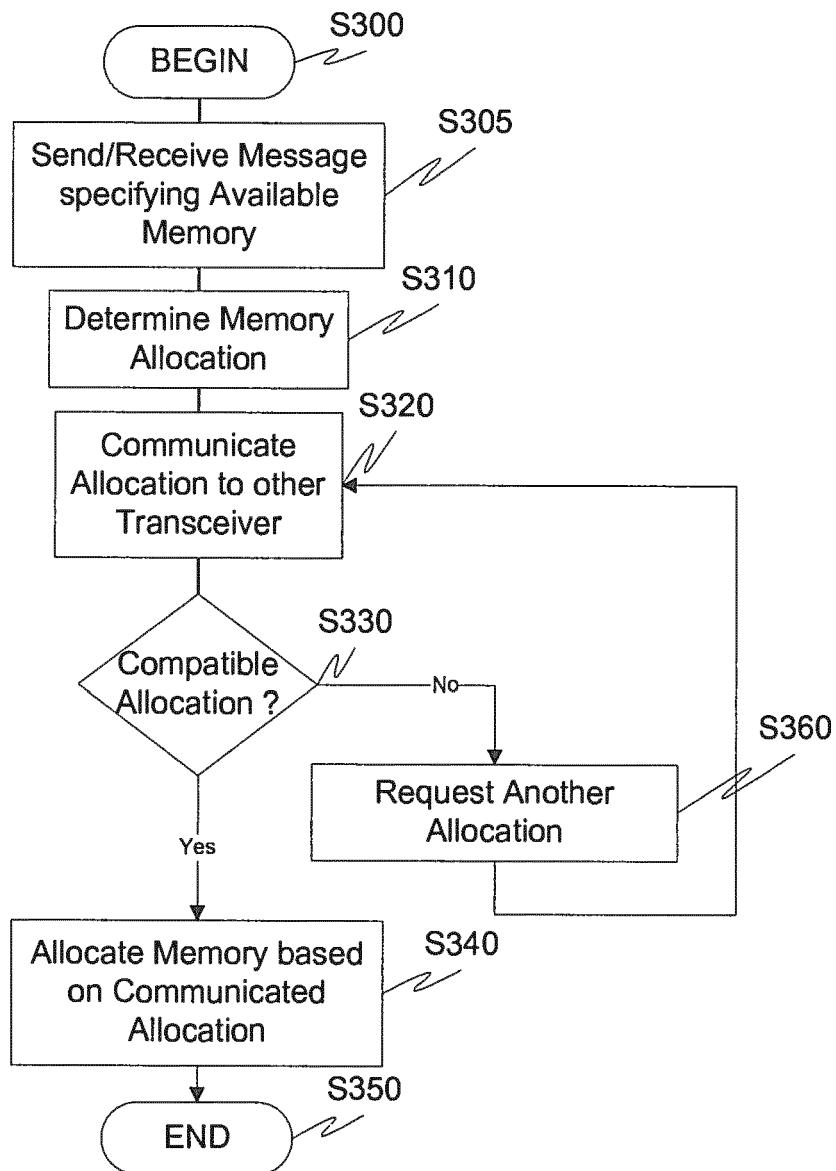 S300
BEGIN
S305
Send/Receive Message
specifying Available
Memory
S310
Determine Memory
Allocation
S320
Communicate
Allocation to other
Transceiver
S330
Compatible
Allocation ?
No
S360
Request Another
Allocation
Yes
S340
Allocate Memory based
on Communicated
Allocation
S350
END